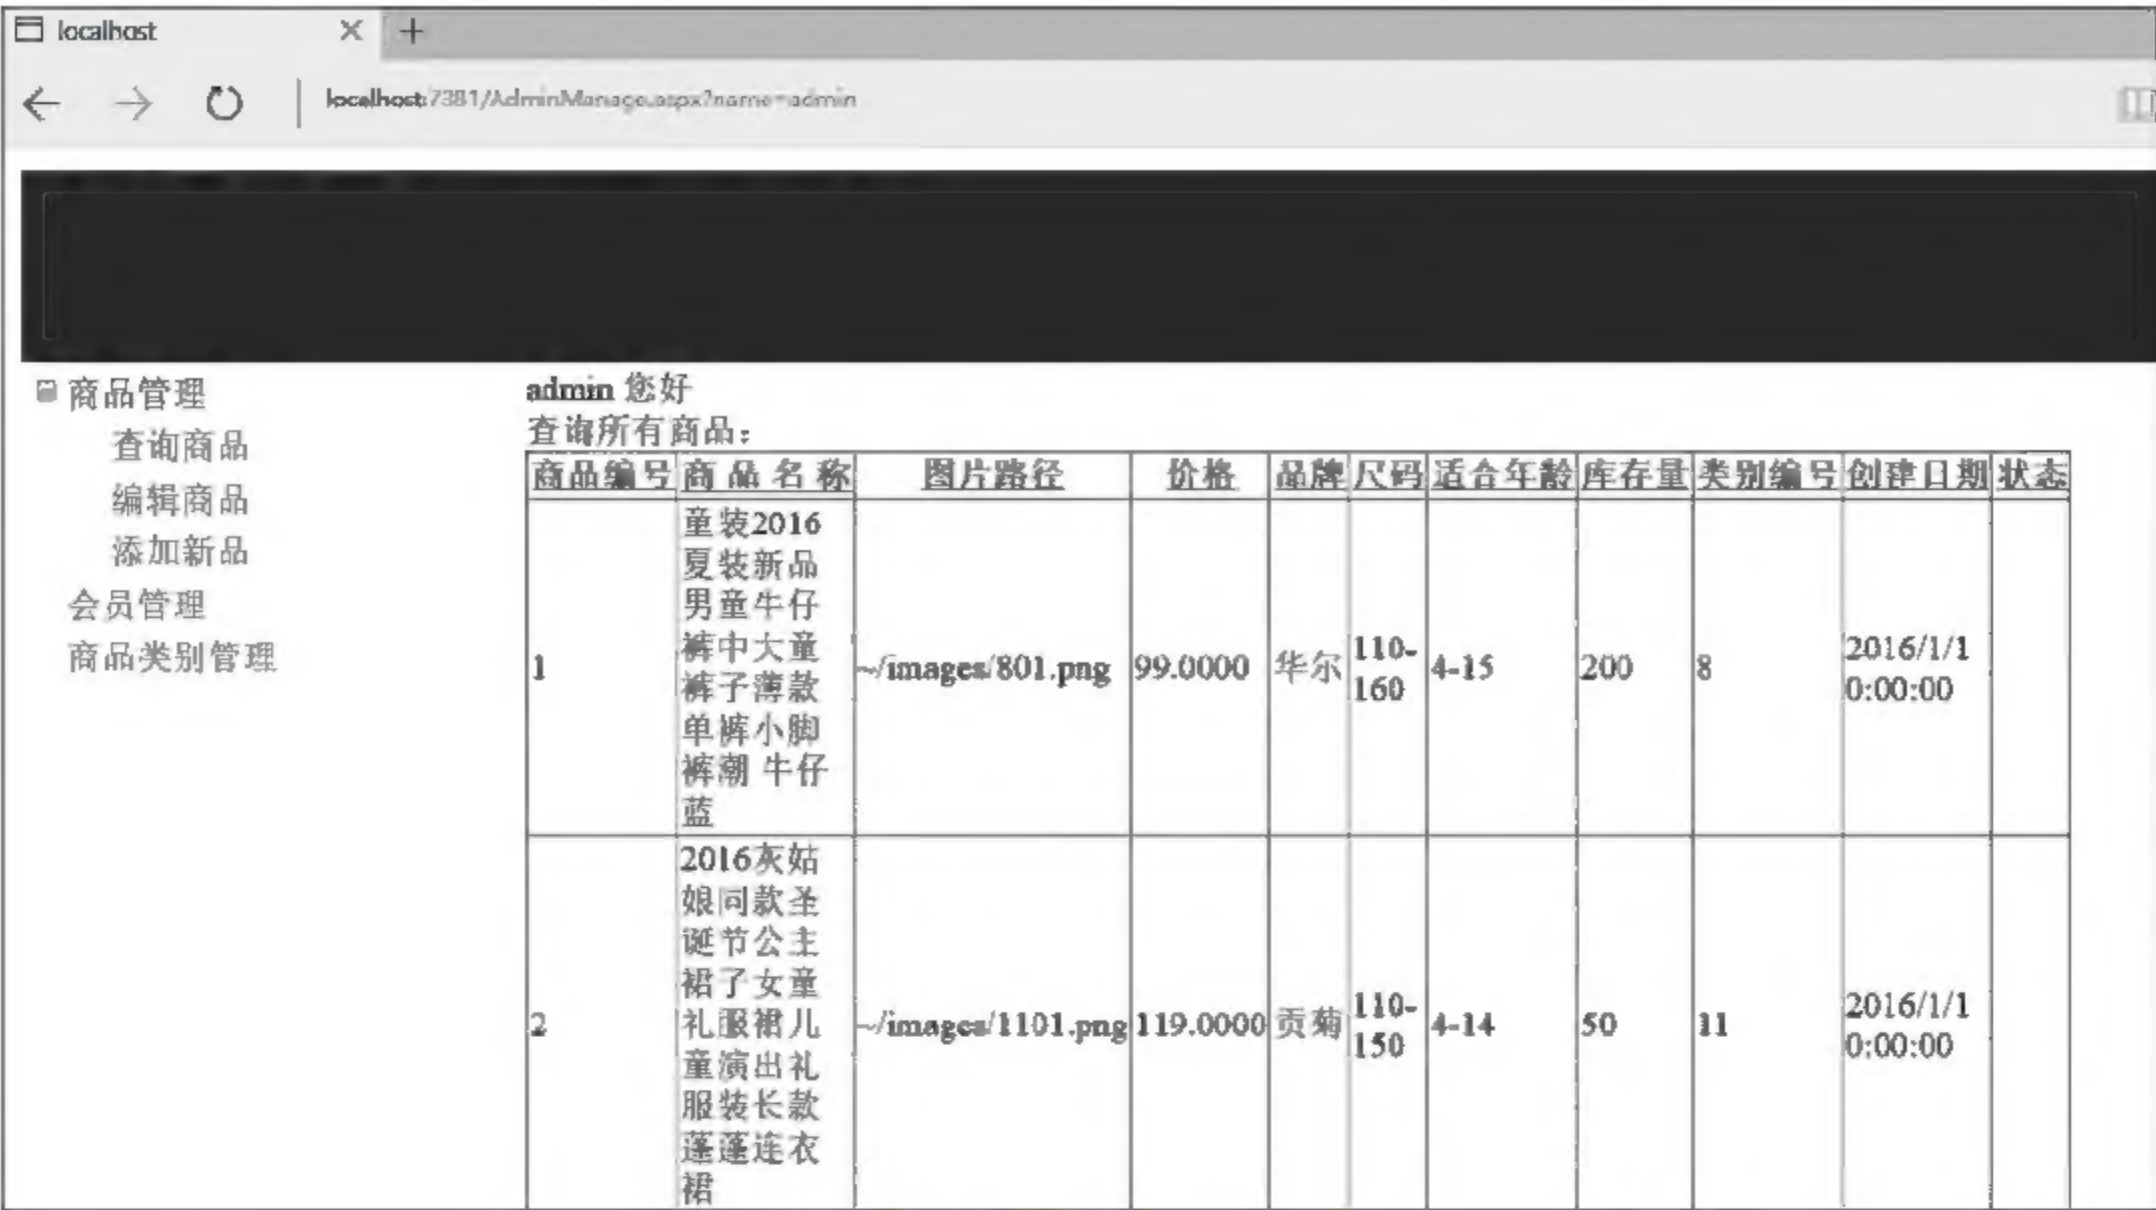 localhost
localhost:7381/AdminManage.aspx?name=admin
商品管理
查询商品
编辑商品
添加新品
会员管理
商品类别管理
admin 您好
查询所有商品：
商品编号 商品名称 图片路径 价格 品牌 尺码 适合年龄 库存量 类别编号 创建日期 状态
1
童装2016
夏装新品
男童牛仔
裤中大童
裤子薄款
单裤小脚
裤潮 牛仔
蓝
~/images/801.png
99.0000
华尔
110-
160
4-15
200
8
2016/1/1
0:00:00
2
2016灰姑
娘同款圣
诞节公主
裙子女童
礼服裙儿
童演出礼
服装长款
蓬蓬连衣
裙
~/images/1101.png
119.0000
贡菊
110-
150
4-14
50
11
2016/1/1
0:00:00